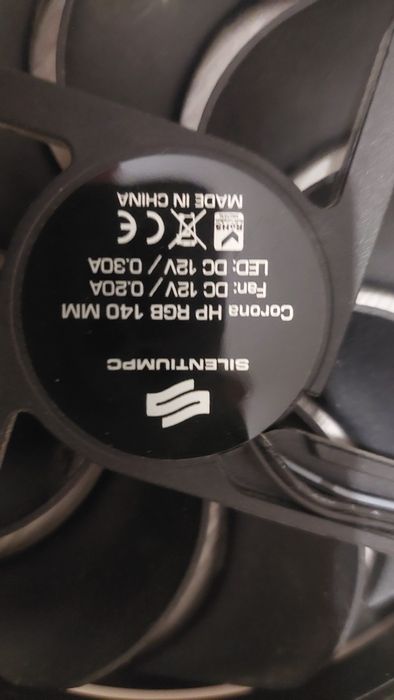 SILENTIUMPC
Corona HP RGB 140 MM
Fan: DC 12V / 0.20A
LED: DC 12V / 0.30A
RoHS
CE
MADE IN CHINA